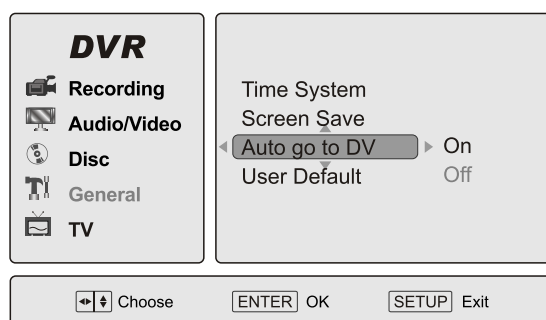 DVR
Recording
Audio/Video
Disc
General
TV
Time System
Screen Save
Auto go to DV On
User Default Off
Choose ENTER OK SETUP Exit